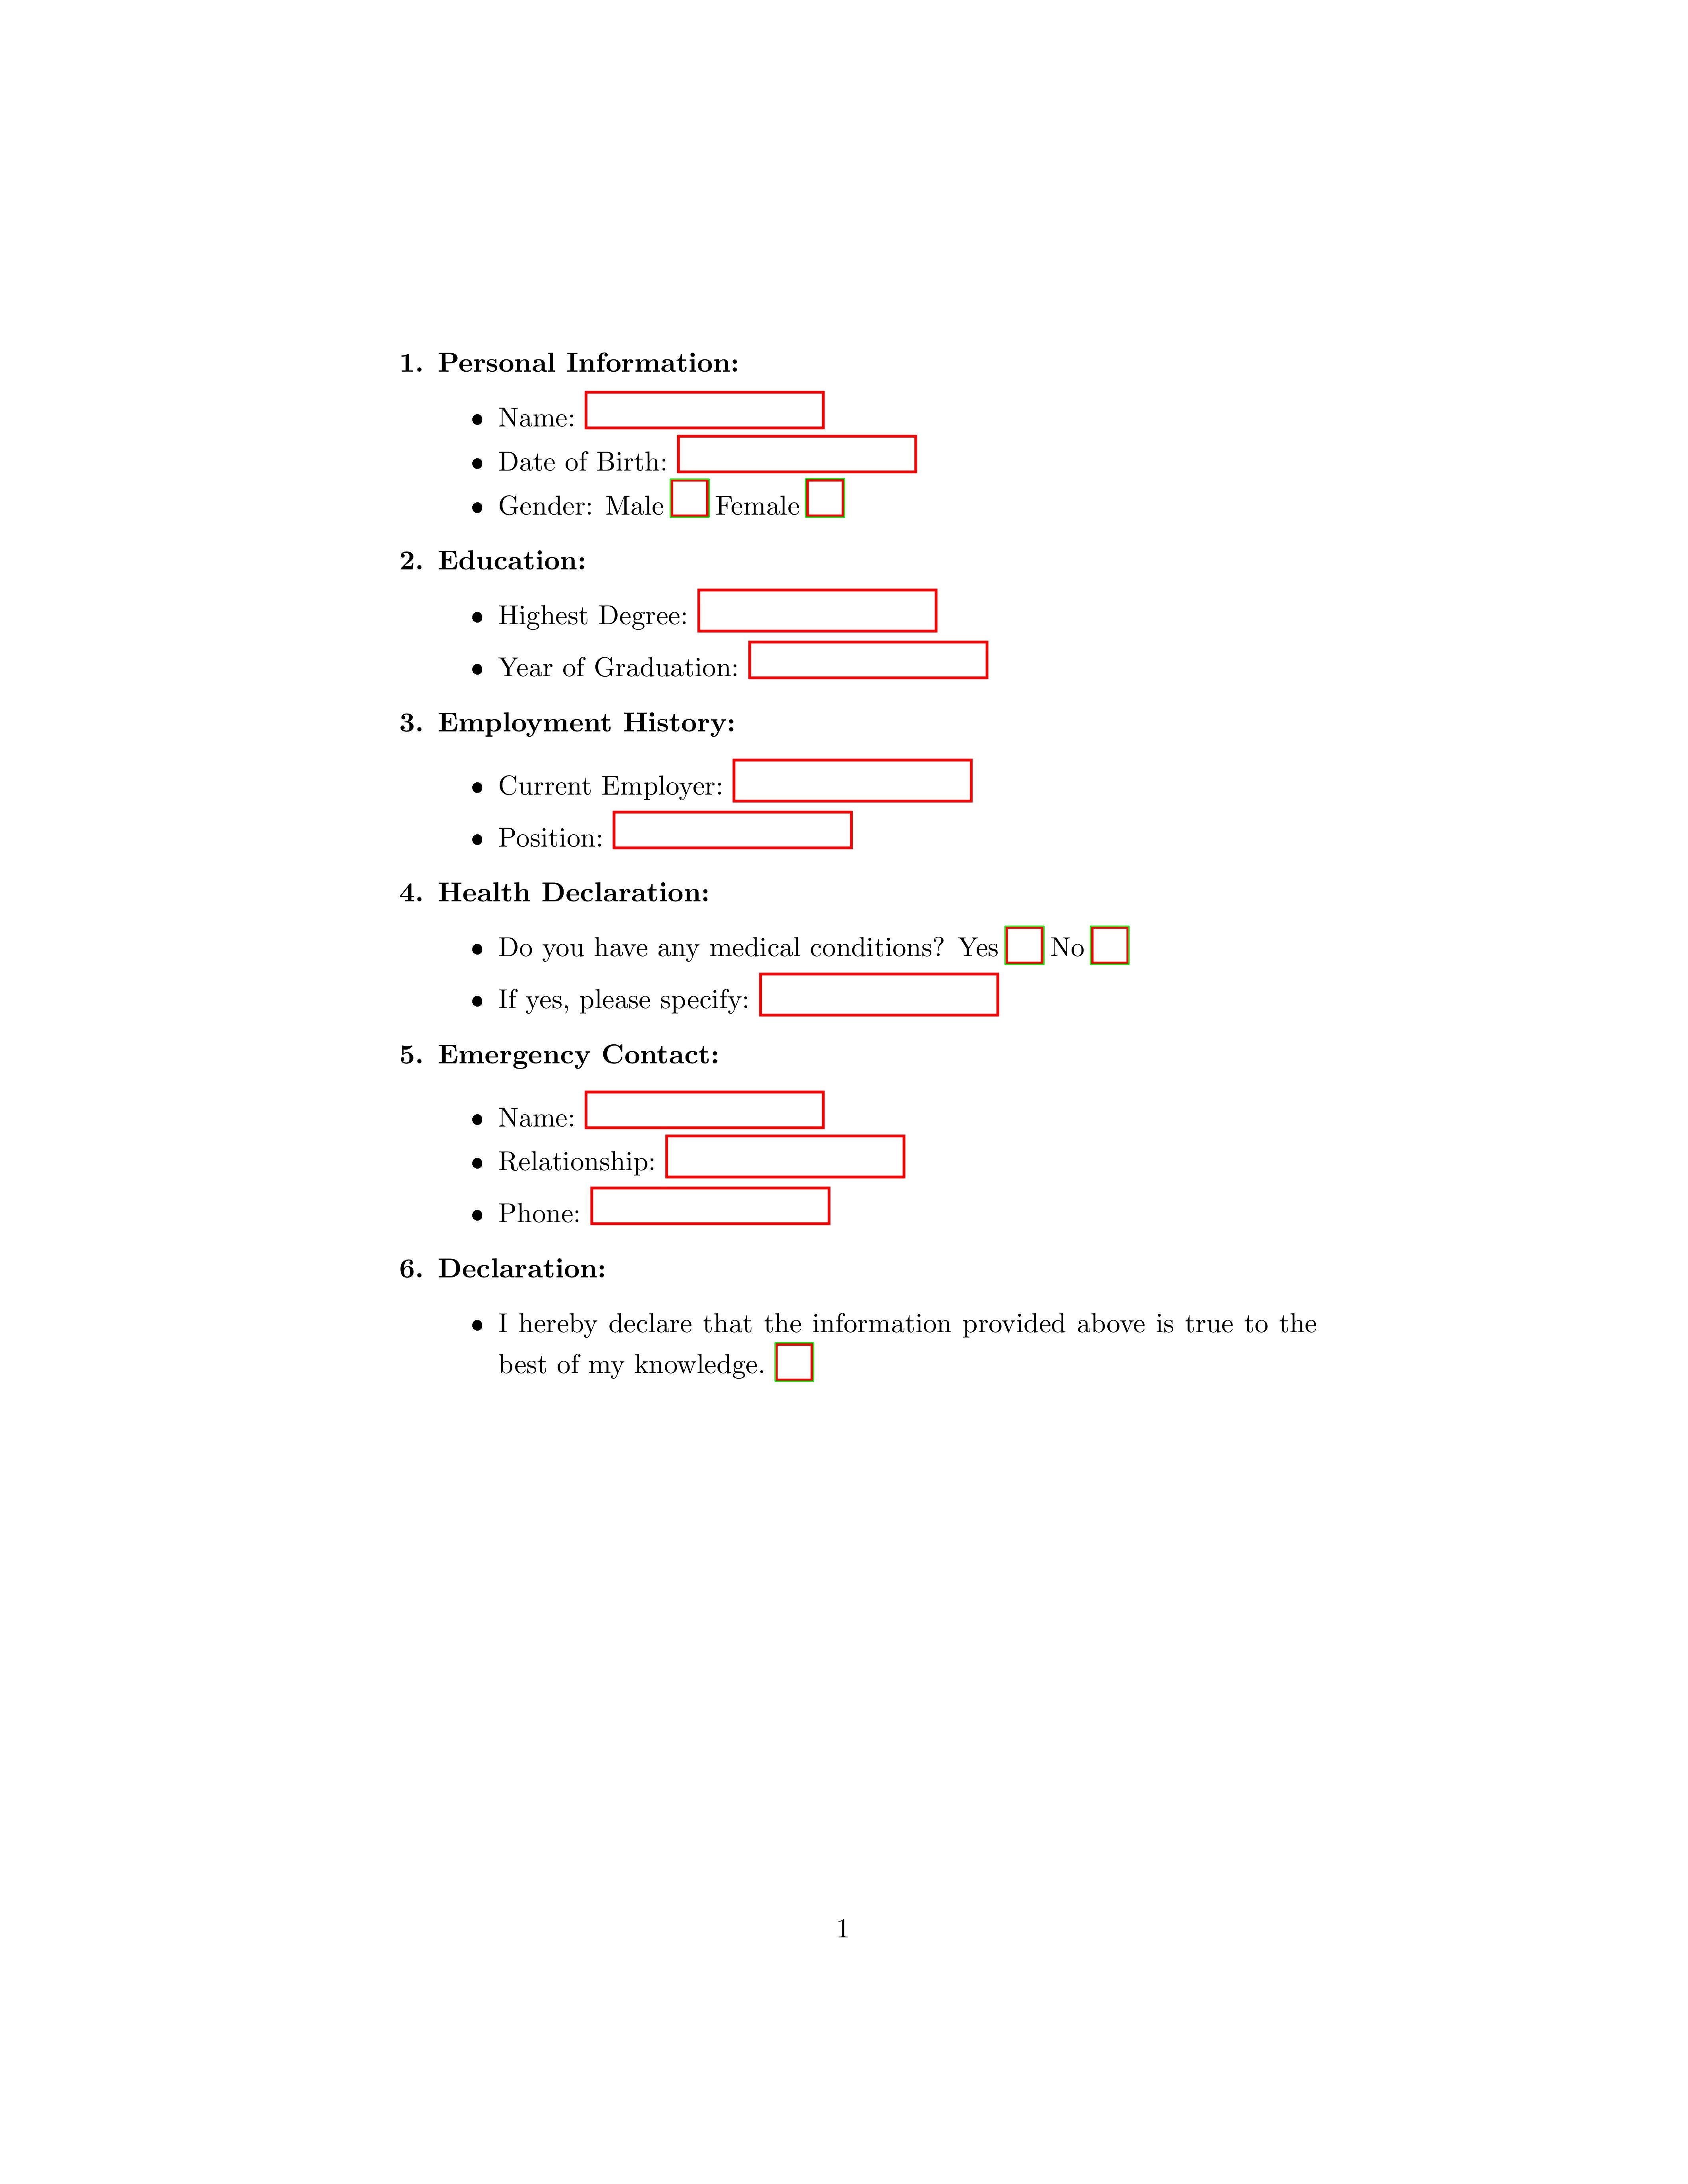 1. Personal Information:
• Name:
• Date of Birth:
• Gender: Male Female
2. Education:
• Highest Degree:
• Year of Graduation:
3. Employment History:
• Current Employer:
• Position:
4. Health Declaration:
• Do you have any medical conditions? Yes No
• If yes, please specify:
5. Emergency Contact:
• Name:
• Relationship:
• Phone:
6. Declaration:
• I hereby declare that the information provided above is true to the
best of my knowledge.
1